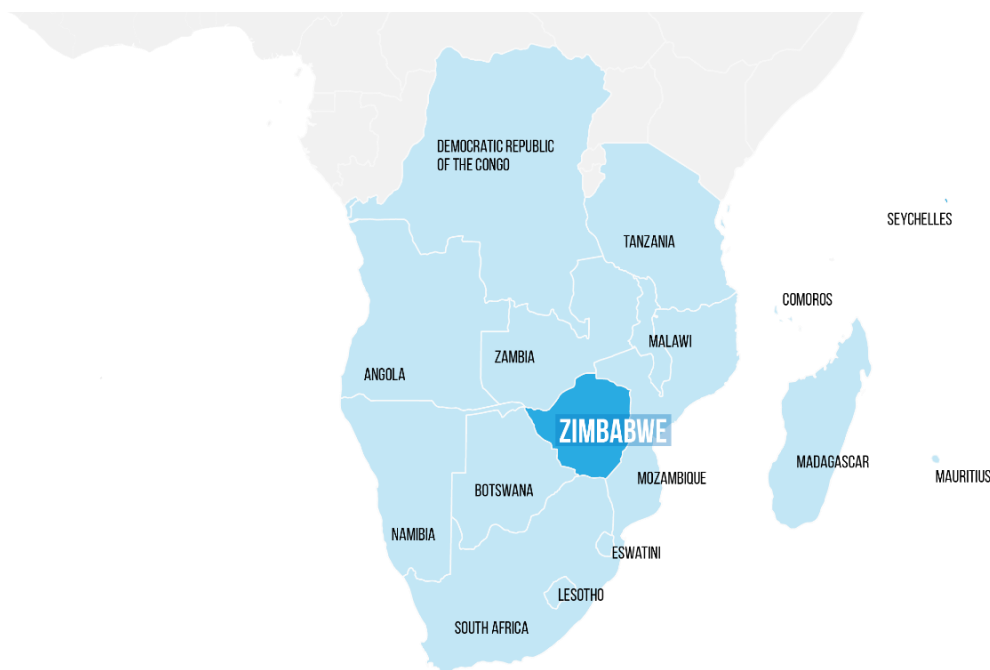 DEMOCRATIC REPUBLIC
OF THE CONGO
SEYCHELLES
TANZANIA
COMOROS
MALAWI
ZAMBIA
ANGOLA
ZIMBABWE
MADAGASCAR
MOZAMBIQUE
MAURITIUS
BOTSWANA
NAMIBIA
ESWATINI
LESOTHO
SOUTH AFRICA